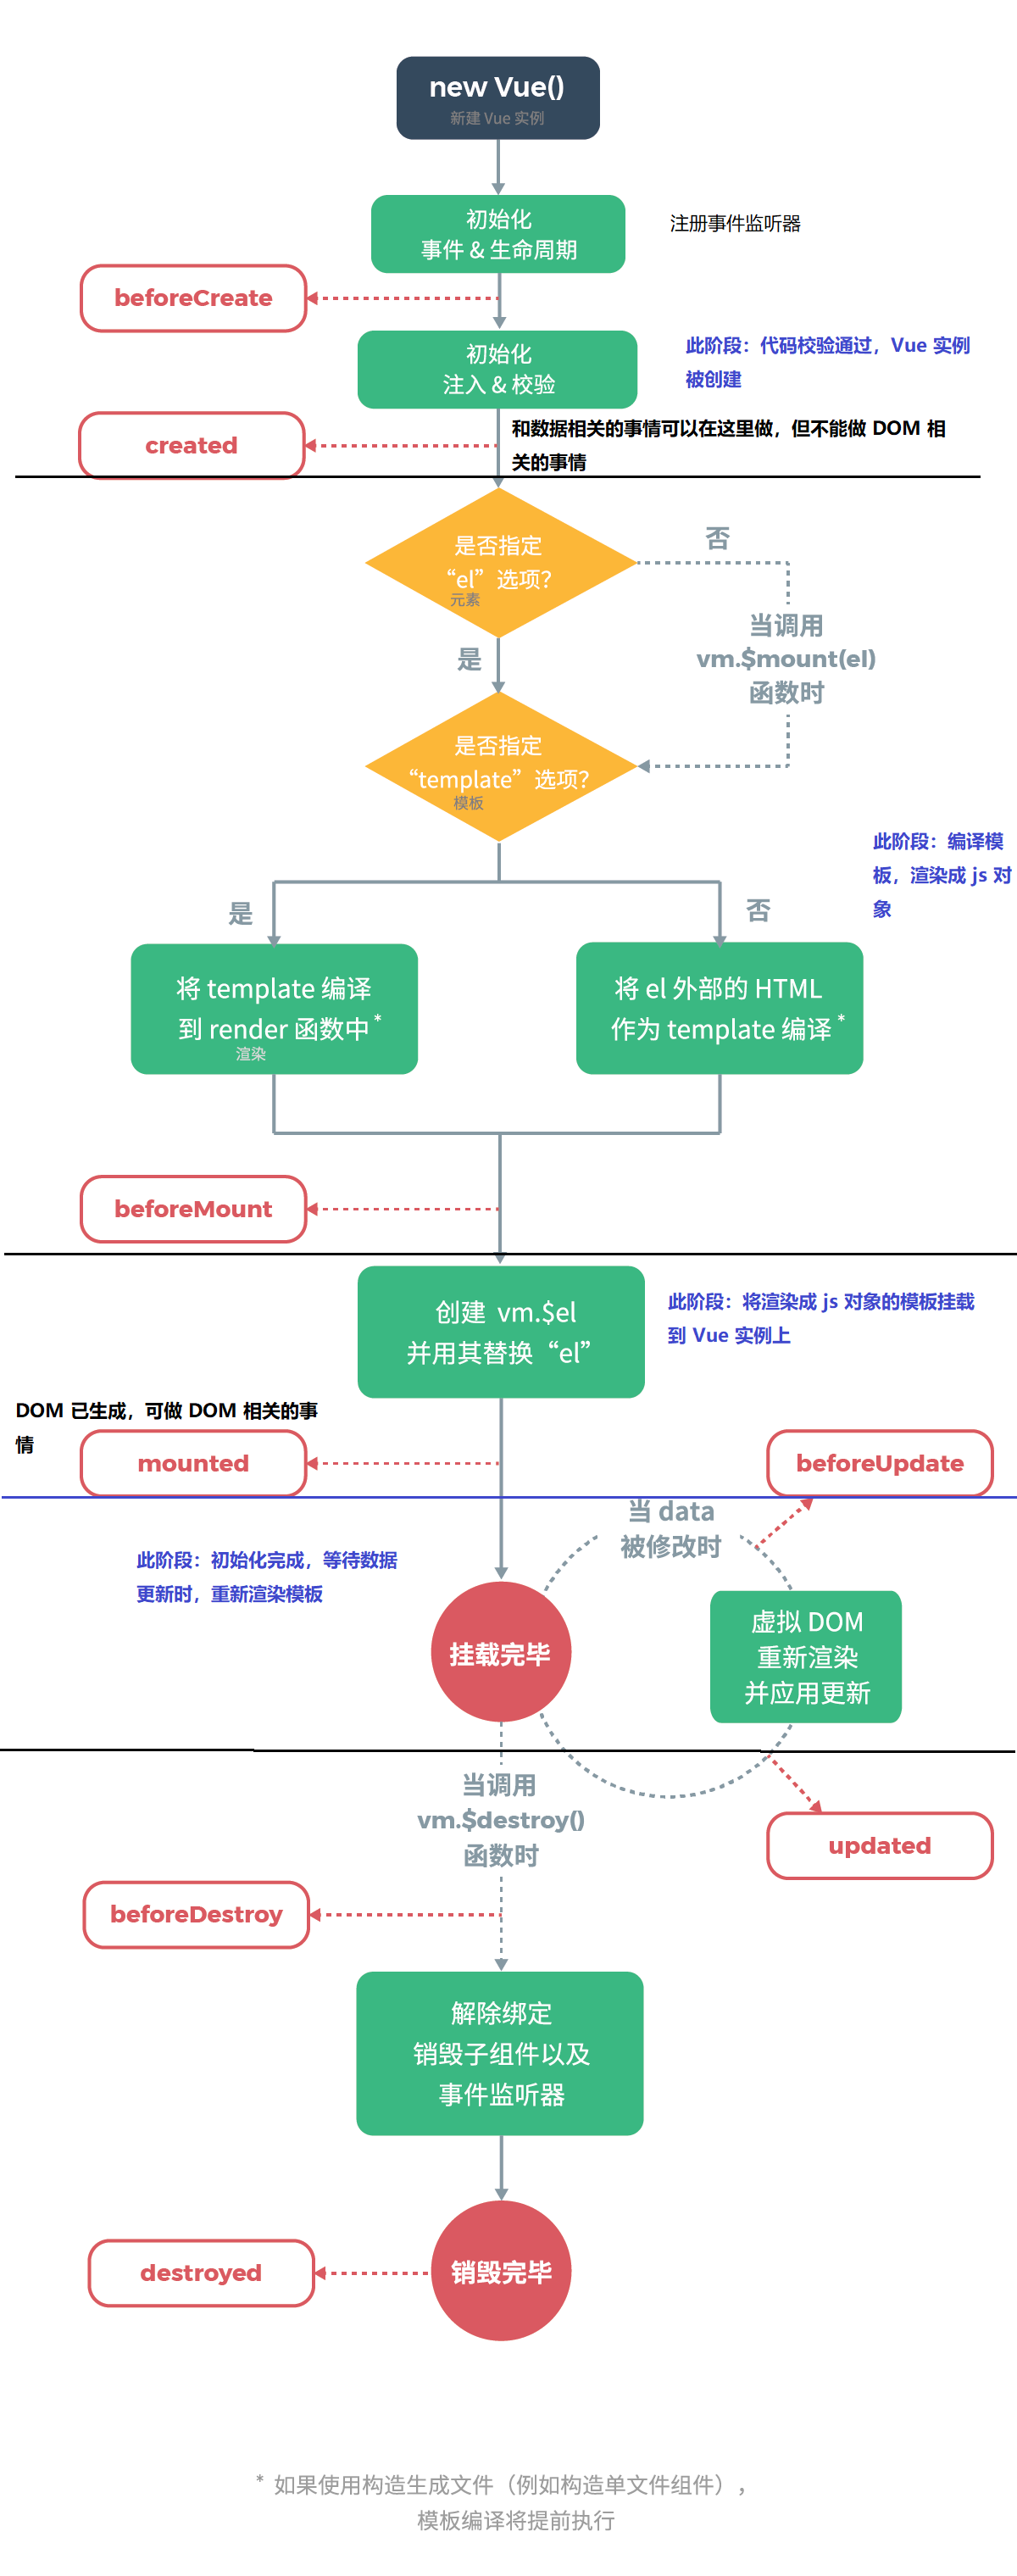 new Vue()
新建 Vue 实例
初始化
事件 & 生命周期
注册事件监听器
beforeCreate
初始化
注入 & 校验
此阶段：代码校验通过，Vue 实例
被创建
created
和数据相关的事情可以在这里做，但不能做 DOM 相
关的事情
是否指定
“el”选项？
元素
否
当调用
vm.$mount(el)
函数时
是
是否指定
“template”选项？
模板
此阶段：编译模
板，渲染成 js 对
象
是
否
将 template 编译
到 render 函数中 *
渲染
将 el 外部的 HTML
作为 template 编译 *
beforeMount
创建 vm.$el
并用其替换“el”
此阶段：将渲染成 js 对象的模板挂载
到 Vue 实例上
DOM 已生成，可做 DOM 相关的事
情
mounted
beforeUpdate
当 data
被修改时
此阶段：初始化完成，等待数据
更新时，重新渲染模板
挂载完毕
虚拟 DOM
重新渲染
并应用更新
当调用
vm.$destroy()
函数时
updated
beforeDestroy
解除绑定
销毁子组件以及
事件监听器
销毁完毕
destroyed
* 如果使用构造生成文件（例如构造单文件组件），
模板编译将提前执行